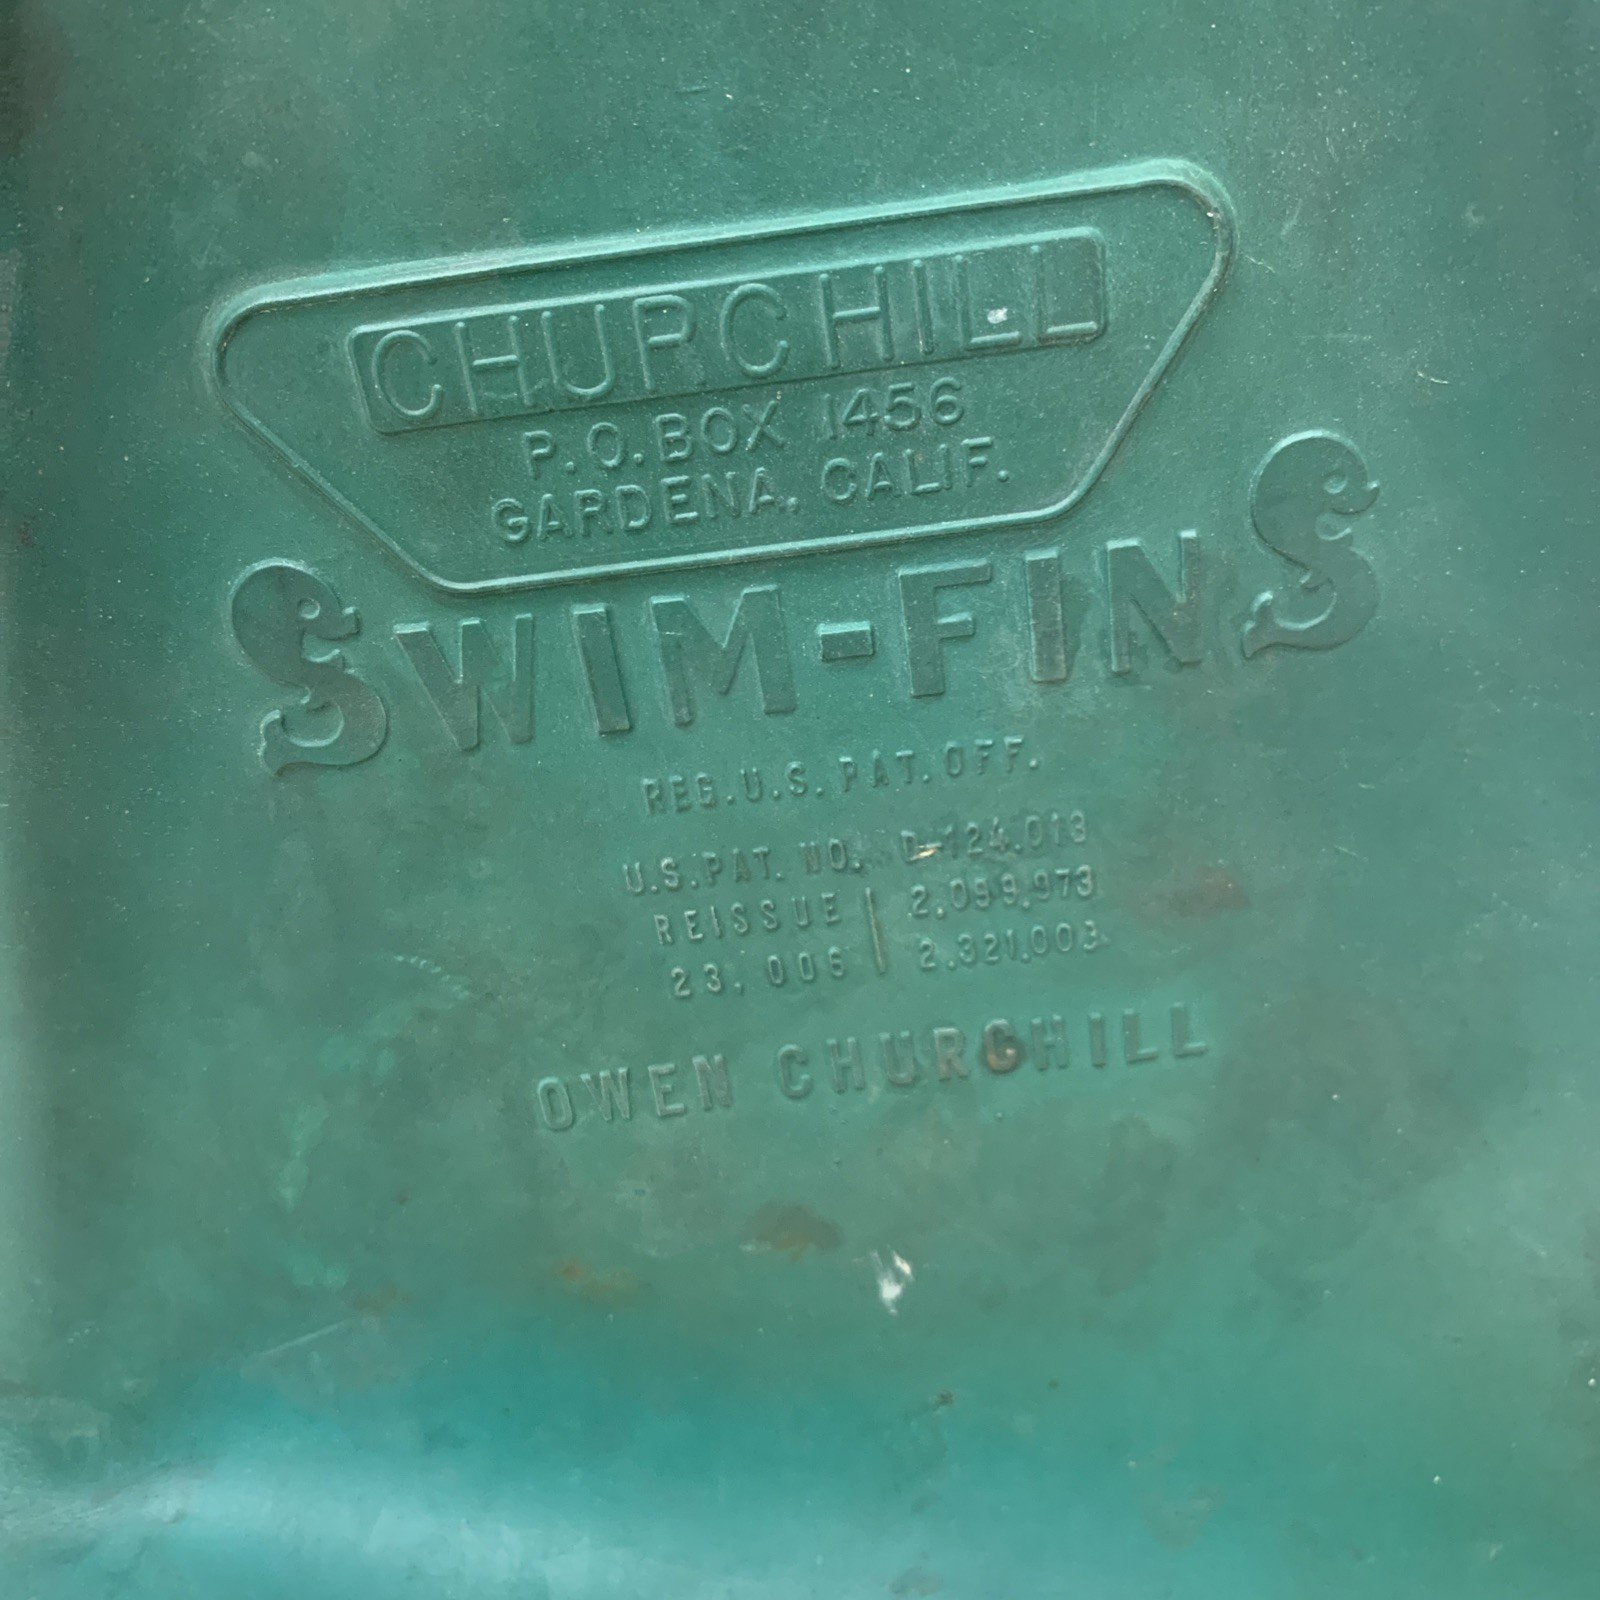 CHURCHILL
P.O. BOX 1456
GARDENA, CALIF.
SWIM-FINS
REG. U.S. PAT. OFF.
U.S. PAT. NO. D-124.013
REISSUE | 2.099.973
23,006 | 2.321.003
OWEN CHURCHILL